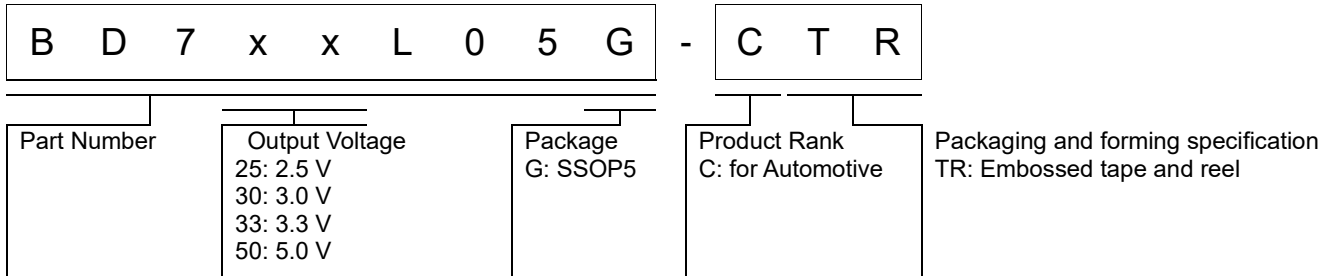 B D 7 x x L 0 5 G - C T R
Part Number
Output Voltage
25: 2.5 V
30: 3.0 V
33: 3.3 V
50: 5.0 V
Package
G: SSOP5
Product Rank
C: for Automotive
Packaging and forming specification
TR: Embossed tape and reel